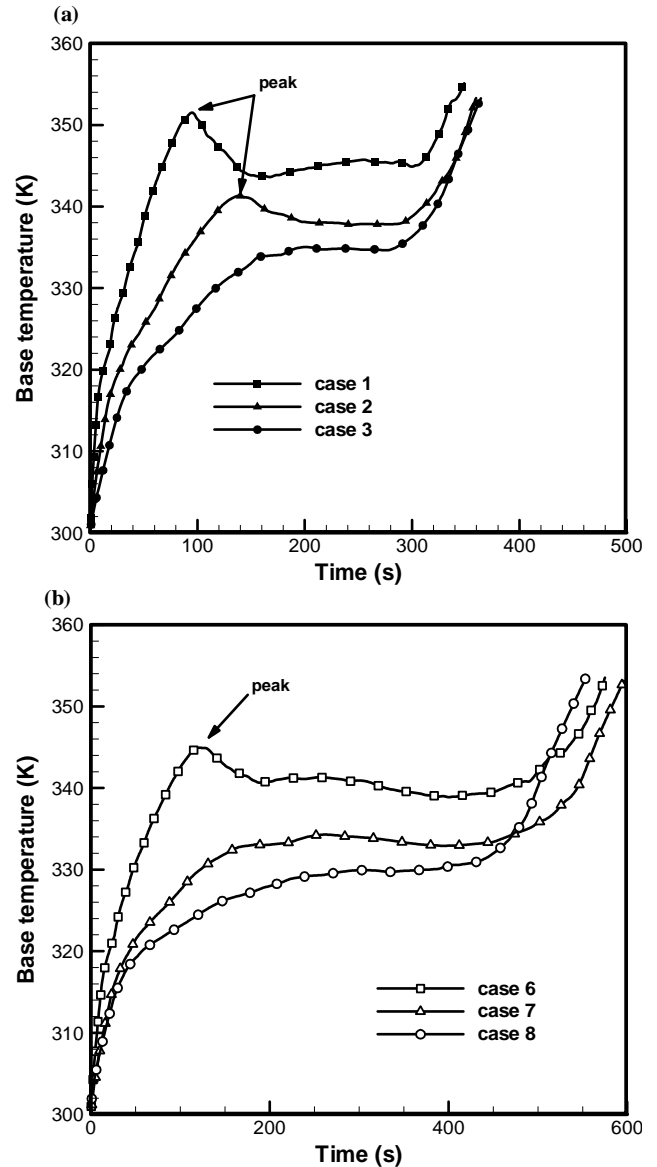 (a)
360
350
340
330
320
310
300
Base temperature (K)
peak
case 1
case 2
case 3
0
100
200
300
400
500
Time (s)
(b)
360
350
340
330
320
310
300
Base temperature (K)
peak
case 6
case 7
case 8
0
200
400
600
Time (s)